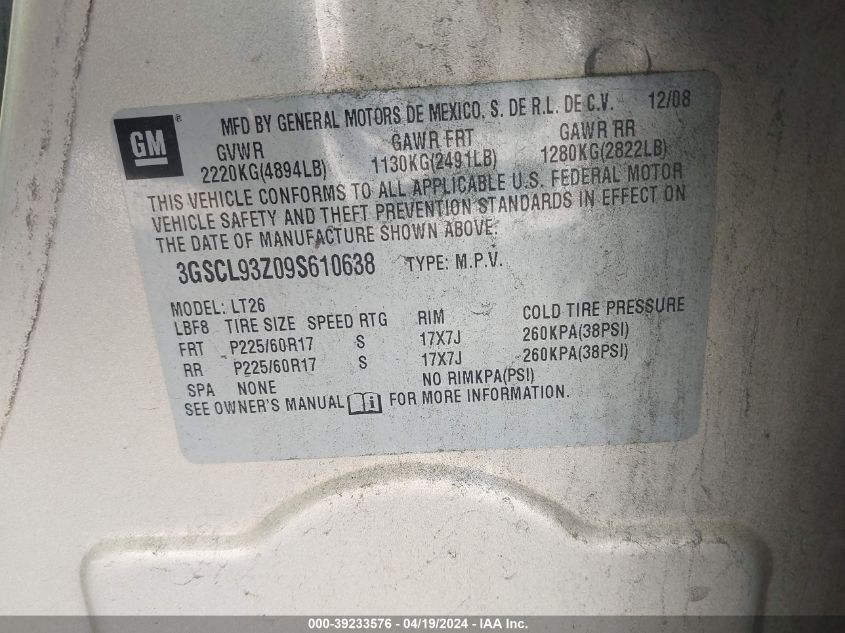 GM ®
MFD BY GENERAL MOTORS DE MEXICO, S. DE R.L. DE C.V. 12/08
GVWR GAWR FRT GAWR RR
2220KG(4894LB) 1130KG(2491LB) 1280KG(2822LB)
THIS VEHICLE CONFORMS TO ALL APPLICABLE U.S. FEDERAL MOTOR
VEHICLE SAFETY AND THEFT PREVENTION STANDARDS IN EFFECT ON
THE DATE OF MANUFACTURE SHOWN ABOVE.
3GSCL93Z09S610638 TYPE: M.P.V.
MODEL: LT26
LBF8 TIRE SIZE SPEED RTG RIM COLD TIRE PRESSURE
FRT P225/60R17 S 17X7J 260KPA(38PSI)
RR P225/60R17 S 17X7J 260KPA(38PSI)
SPA NONE NO RIMKPA(PSI)
SEE OWNER'S MANUAL i FOR MORE INFORMATION.
000-39233576 - 04/19/2024 - IAA Inc.